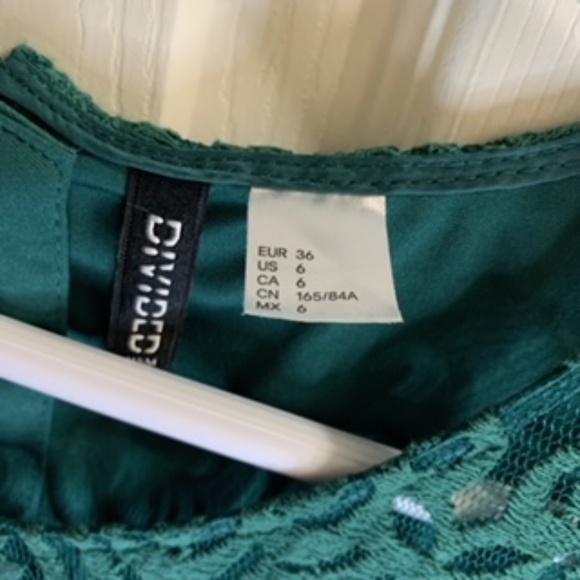 DIVIDED
EUR 36
US 6
CA 6
CN 165/84A
MX 6